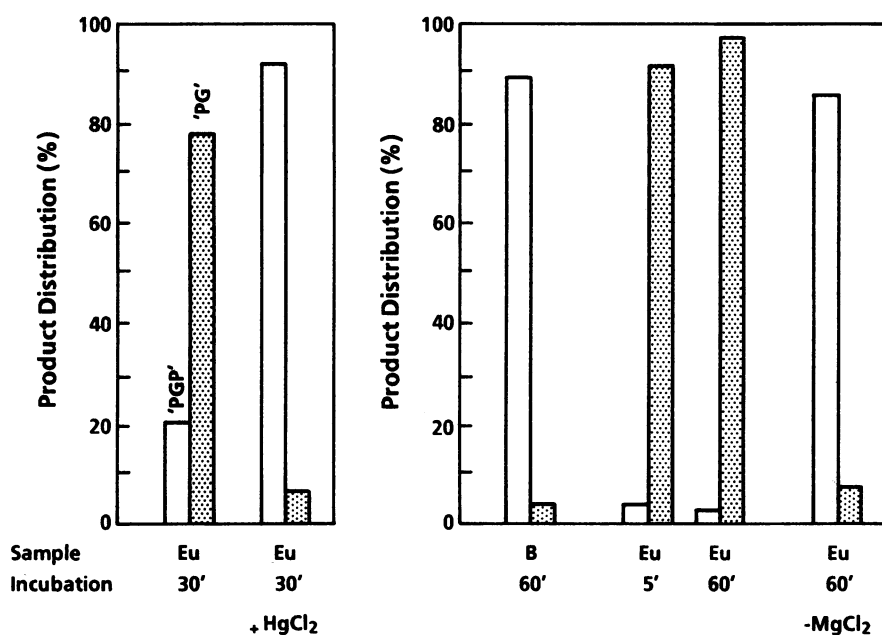 100
80
60
40
20
0
Product Distribution (%)
'PGP'
'PG'
100
80
60
40
20
0
Product Distribution (%)
Sample Eu Eu B Eu Eu Eu
Incubation 30' 30' 60' 5' 60' 60'
+ HgCl₂ -MgCl₂